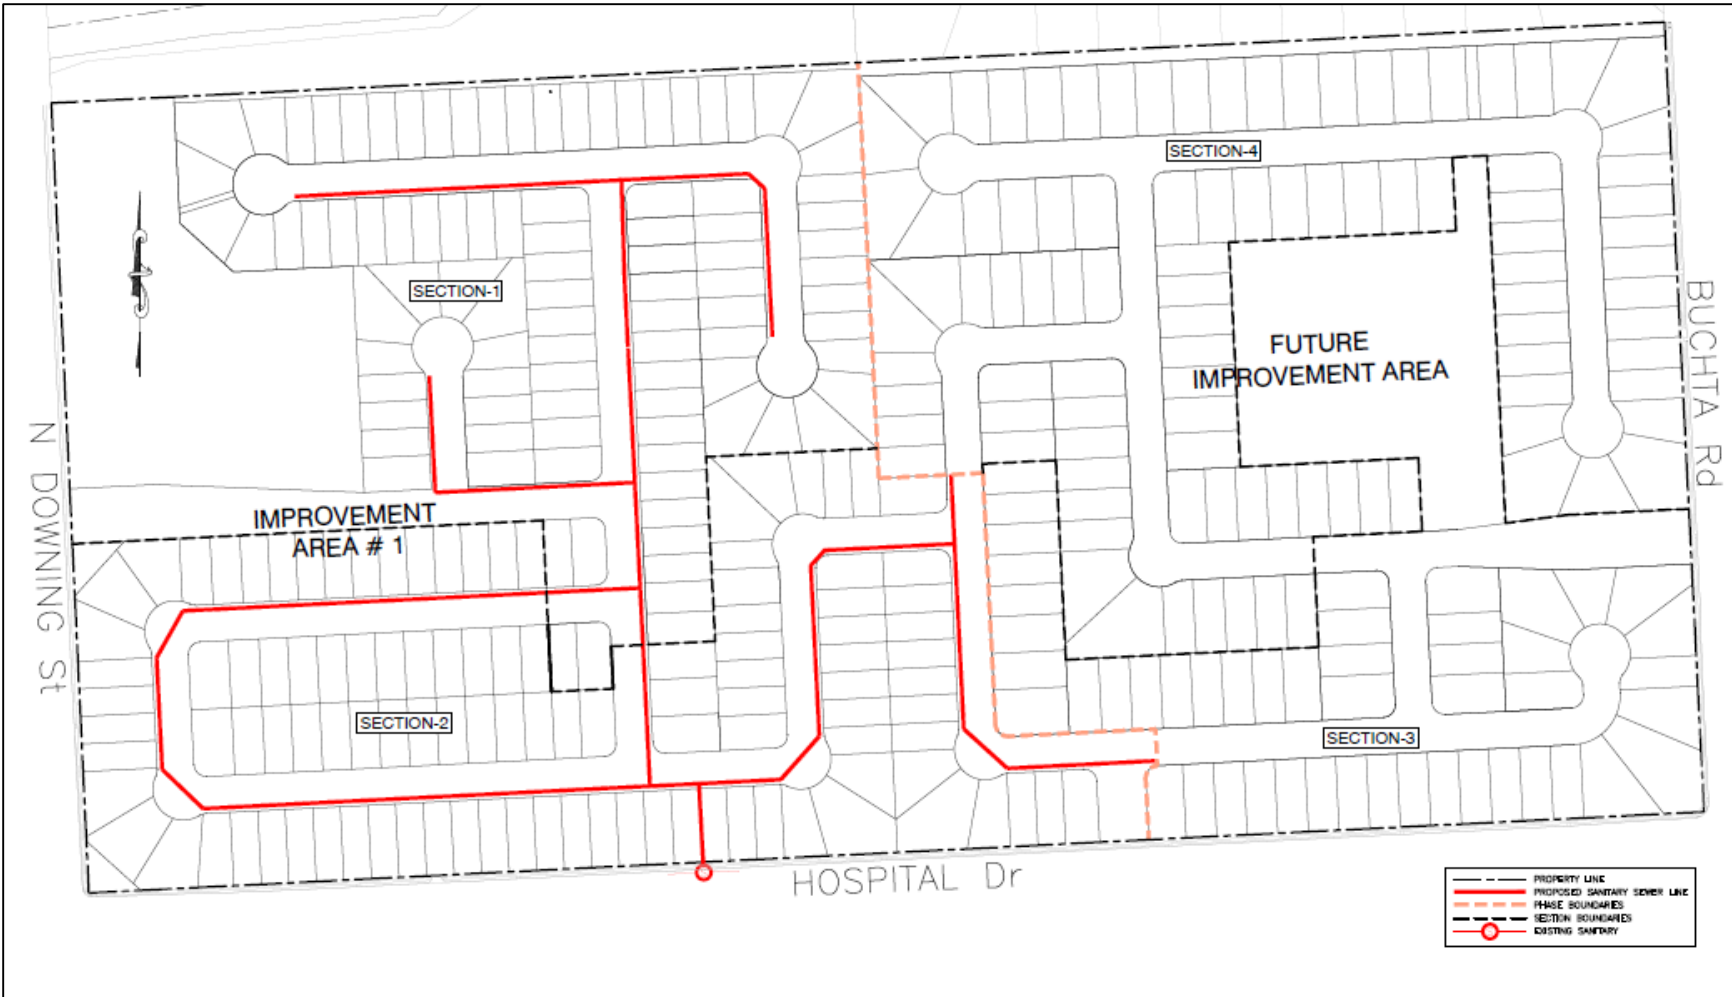 SECTION-4
SECTION-1
FUTURE
IMPROVEMENT AREA
BUCHTA Rd
N DOWNING St
IMPROVEMENT
AREA # 1
SECTION-2
SECTION-3
HOSPITAL Dr
PROPERTY LINE
PROPOSED SANITARY SEWER LINE
PHASE BOUNDARIES
SECTION BOUNDARIES
EXISTING SANITARY